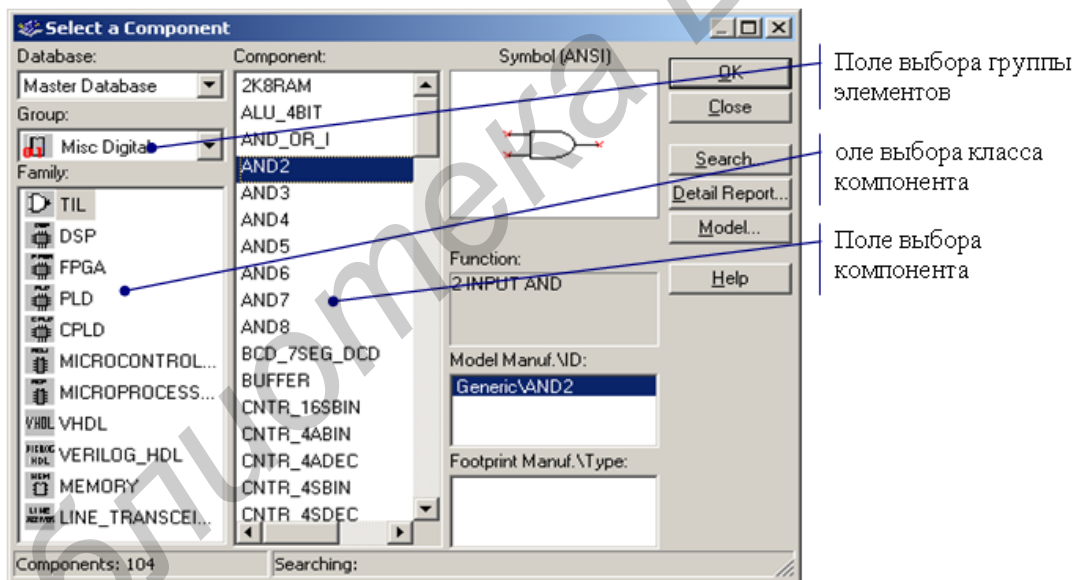 Select a Component
Database:
Master Database
Group:
Misc Digital
Family:
TIL
DSP
FPGA
PLD
CPLD
MICROCONTROL...
MICROPROCESS...
VHDL
VERILOG_HDL
MEMORY
LINE_TRANSCEI...
Component:
2K8RAM
ALU_4BIT
AND_OR_I
AND2
AND3
AND4
AND5
AND6
AND7
AND8
BCD_7SEG_DCD
BUFFER
CNTR_16SBIN
CNTR_4ABIN
CNTR_4ADEC
CNTR_4SBIN
CNTR_4SDEC
Symbol (ANSI)
Function:
2 INPUT AND
Model Manuf.\ID:
Generic\AND2
Footprint Manuf.\Type:
OK
Close
Search...
Detail Report...
Model...
Help
Components: 104
Searching:
Поле выбора группы
элементов
оле выбора класса
компонента
Поле выбора
компонента